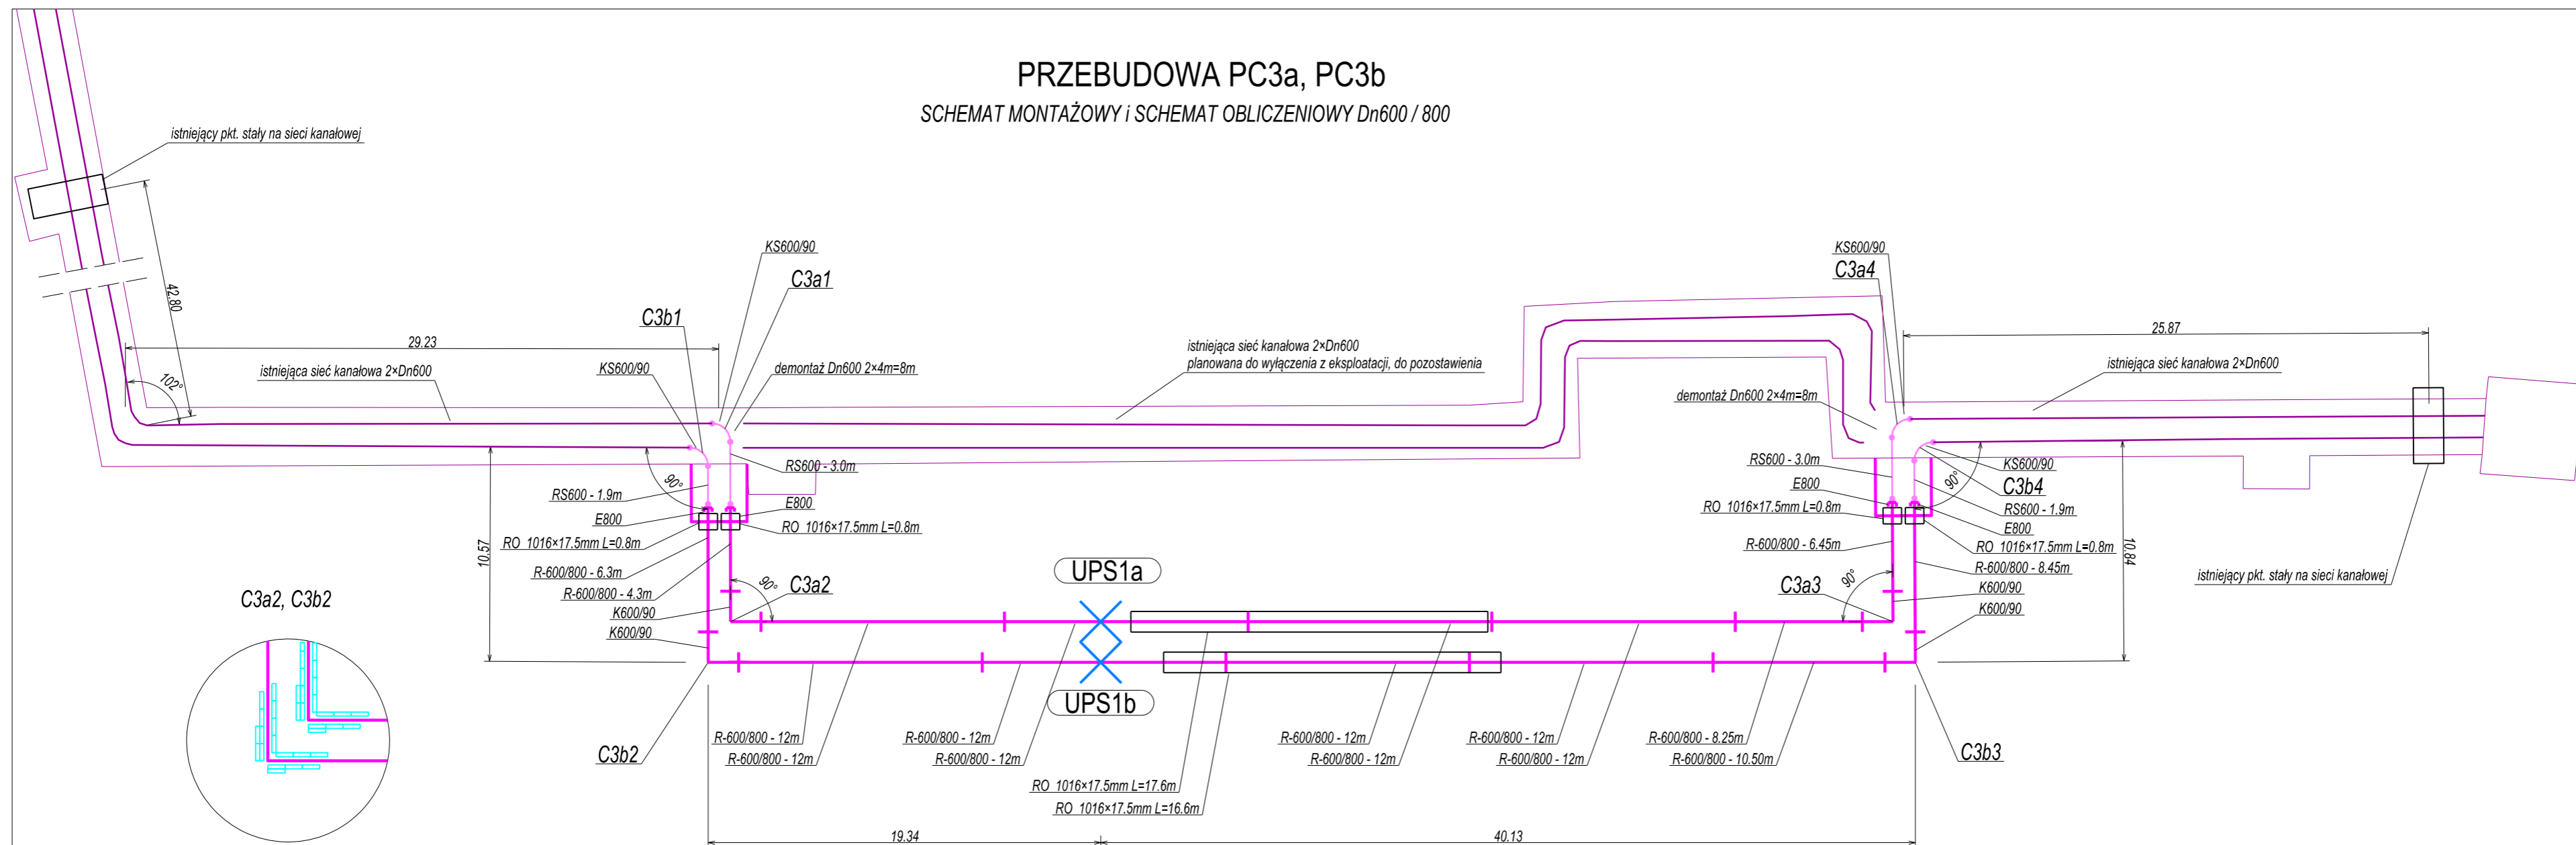 PRZEBUDOWA PC3a, PC3b
SCHEMAT MONTAŻOWY i SCHEMAT OBLICZENIOWY Dn600 / 800
istniejący pkt. stały na sieci kanałowej
42.80
29.23
102°
istniejąca sieć kanałowa 2×Dn600
C3b1
KS600/90
KS600/90
C3a1
demontaż Dn600 2×4m=8m
istniejąca sieć kanałowa 2×Dn600
planowana do wyłączenia z eksploatacji, do pozostawienia
KS600/90
C3a4
25.87
istniejąca sieć kanałowa 2×Dn600
demontaż Dn600 2×4m=8m
RS600 - 3.0m
90°
RS600 - 1.9m
E800
E800
RO 1016×17.5mm L=0.8m
RO 1016×17.5mm L=0.8m
10.57
R-600/800 - 6.3m
R-600/800 - 4.3m
90°
C3a2
K600/90
K600/90
RS600 - 3.0m
E800
RO 1016×17.5mm L=0.8m
R-600/800 - 6.45m
C3a3
90°
KS600/90
90°
C3b4
RS600 - 1.9m
E800
RO 1016×17.5mm L=0.8m
10.84
R-600/800 - 8.45m
K600/90
K600/90
istniejący pkt. stały na sieci kanałowej
UPS1a
UPS1b
C3a2, C3b2
C3b2
R-600/800 - 12m
R-600/800 - 12m
R-600/800 - 12m
R-600/800 - 12m
R-600/800 - 12m
R-600/800 - 12m
R-600/800 - 12m
R-600/800 - 12m
R-600/800 - 8.25m
R-600/800 - 10.50m
C3b3
RO 1016×17.5mm L=17.6m
RO 1016×17.5mm L=16.6m
19.34
40.13